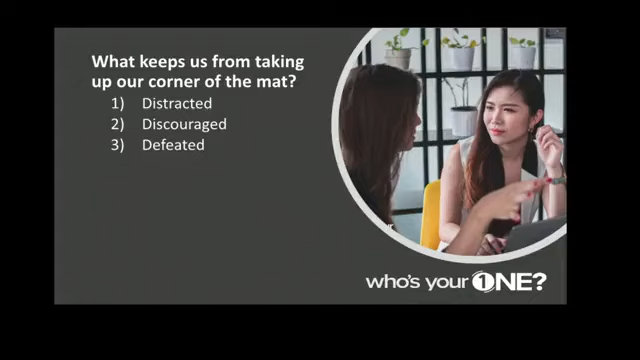 What keeps us from taking
up our corner of the mat?
1) Distracted
2) Discouraged
3) Defeated
who's your 1NE?